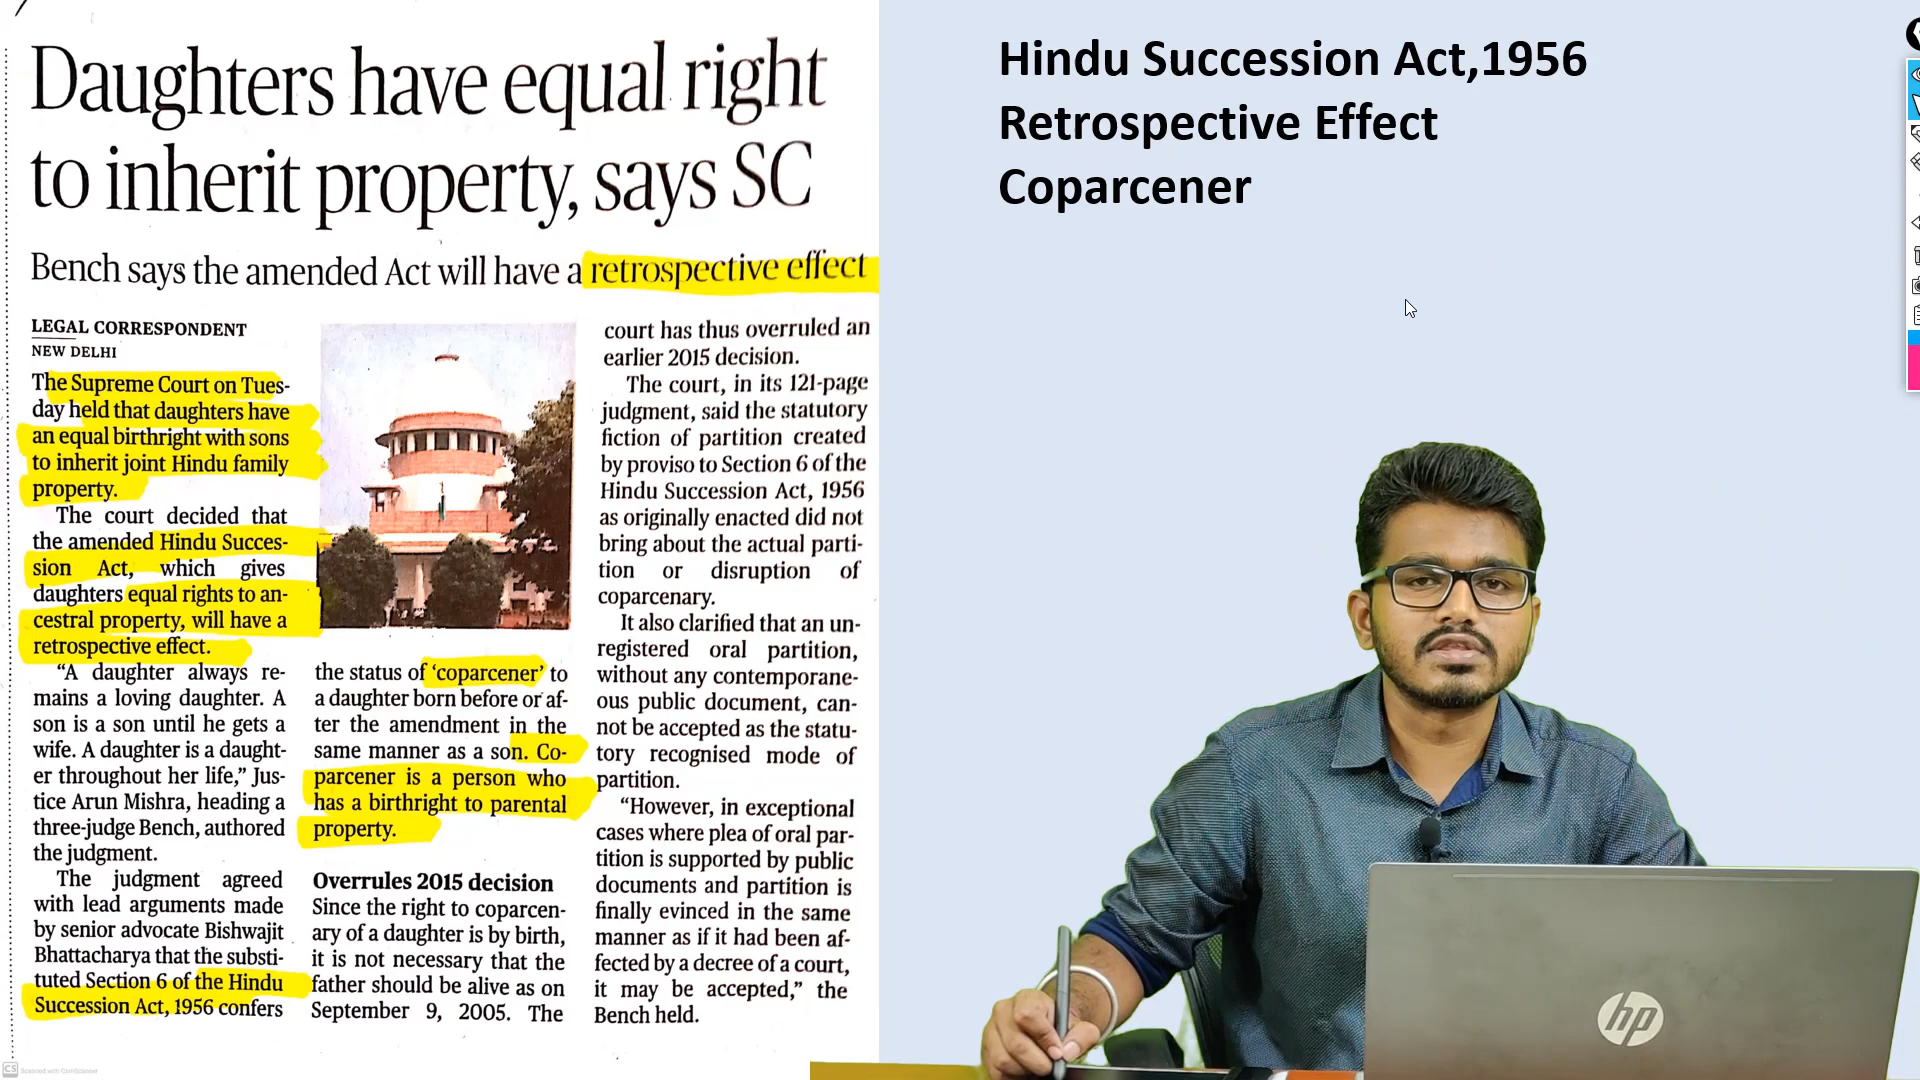 Daughters have equal right
to inherit property, says SC
Bench says the amended Act will have a retrospective effect
LEGAL CORRESPONDENT
NEW DELHI
The Supreme Court on Tues-
day held that daughters have
an equal birthright with sons
to inherit joint Hindu family
property.
The court decided that
the amended Hindu Succes-
sion Act, which gives
daughters equal rights to an-
cestral property, will have a
retrospective effect.
“A daughter always re-
mains a loving daughter. A
son is a son until he gets a
wife. A daughter is a daught-
er throughout her life,” Jus-
tice Arun Mishra, heading a
three-judge Bench, authored
the judgment.
The judgment agreed
with lead arguments made
by senior advocate Bishwajit
Bhattacharya that the substi-
tuted Section 6 of the Hindu
Succession Act, 1956 confers
the status of ‘coparcener’ to
a daughter born before or af-
ter the amendment in the
same manner as a son. Co-
parcener is a person who
has a birthright to parental
property.
Overrules 2015 decision
Since the right to coparcen-
ary of a daughter is by birth,
it is not necessary that the
father should be alive as on
September 9, 2005. The
court has thus overruled an
earlier 2015 decision.
The court, in its 121-page
judgment, said the statutory
fiction of partition created
by proviso to Section 6 of the
Hindu Succession Act, 1956
as originally enacted did not
bring about the actual parti-
tion or disruption of
coparcenary.
It also clarified that an un-
registered oral partition,
without any contemporane-
ous public document, can-
not be accepted as the statu-
tory recognised mode of
partition.
“However, in exceptional
cases where plea of oral par-
tition is supported by public
documents and partition is
finally evinced in the same
manner as if it had been af-
fected by a decree of a court,
it may be accepted,” the
Bench held.
CS Scanned with CamScanner
Hindu Succession Act,1956
Retrospective Effect
Coparcener
hp